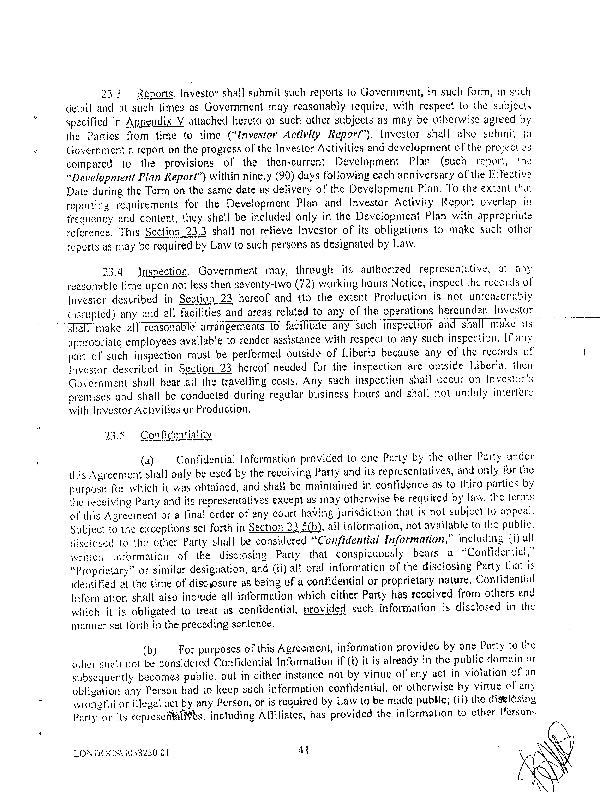 23.3 Reports. Investor shall submit such reports to Government, in such form, in such
detail and at such times as Government may reasonably require, with respect to the subjects
specified in Appendix V attached hereto or such other subjects as may be otherwise agreed by
the Parties from time to time ("Investor Activity Report"). Investor shall also submit to
Government a report on the progress of the Investor Activities and development of the project as
compared to the provisions of the then-current Development Plan (such report, the
"Development Plan Report") within ninety (90) days following each anniversary of the Effective
Date during the Term on the same date as delivery of the Development Plan. To the extent that
reporting requirements for the Development Plan and Investor Activity Report overlap in
frequency and content, they shall be included only in the Development Plan with appropriate
reference. This Section 23.3 shall not relieve Investor of its obligations to make such other
reports as may be required by Law to such persons as designated by Law.
23.4 Inspection. Government may, through its authorized representative, at any
reasonable time upon not less than seventy-two (72) working hours Notice, inspect the records of
Investor described in Section 23 hereof and (to the extent Production is not unreasonably
disrupted) any and all facilities and areas related to any of the operations hereunder. Investor
shall make all reasonable arrangements to facilitate any such inspection and shall make its
appropriate employees available to render assistance with respect to any such inspection. If any
part of such inspection must be performed outside of Liberia because any of the records of
Investor described in Section 23 hereof needed for the inspection are outside Liberia, then
Government shall bear all the travelling costs. Any such inspection shall occur on Investor's
premises and shall be conducted during regular business hours and shall not unduly interfere
with Investor Activities or Production.
23.5 Confidentiality
(a) Confidential Information provided to one Party by the other Party under
this Agreement shall only be used by the receiving Party and its representatives, and only for the
purpose for which it was obtained, and shall be maintained in confidence as to third parties by
the receiving Party and its representatives except as may otherwise be required by law, the terms
of this Agreement or a final order of any court having jurisdiction that is not subject to appeal.
Subject to the exceptions set forth in Section 23.5(b), all information, not available to the public,
disclosed to the other Party shall be considered "Confidential Information," including (i) all
written information of the disclosing Party that conspicuously bears a "Confidential,"
"Proprietary" or similar designation, and (ii) all oral information of the disclosing Party that is
identified at the time of disclosure as being of a confidential or proprietary nature. Confidential
Information shall also include all information which either Party has received from others and
which it is obligated to treat as confidential, provided such information is disclosed in the
manner set forth in the preceding sentence.
(b) For purposes of this Agreement, information provided by one Party to the
other shall not be considered Confidential Information if (i) it is already in the public domain or
subsequently becomes public, but in either instance not by virtue of any act in violation of an
obligation any Person had to keep such information confidential, or otherwise by virtue of any
wrongful or illegal act by any Person, or is required by Law to be made public; (ii) the disclosing
Party or its representatives, including Affiliates, has provided the information to other Persons